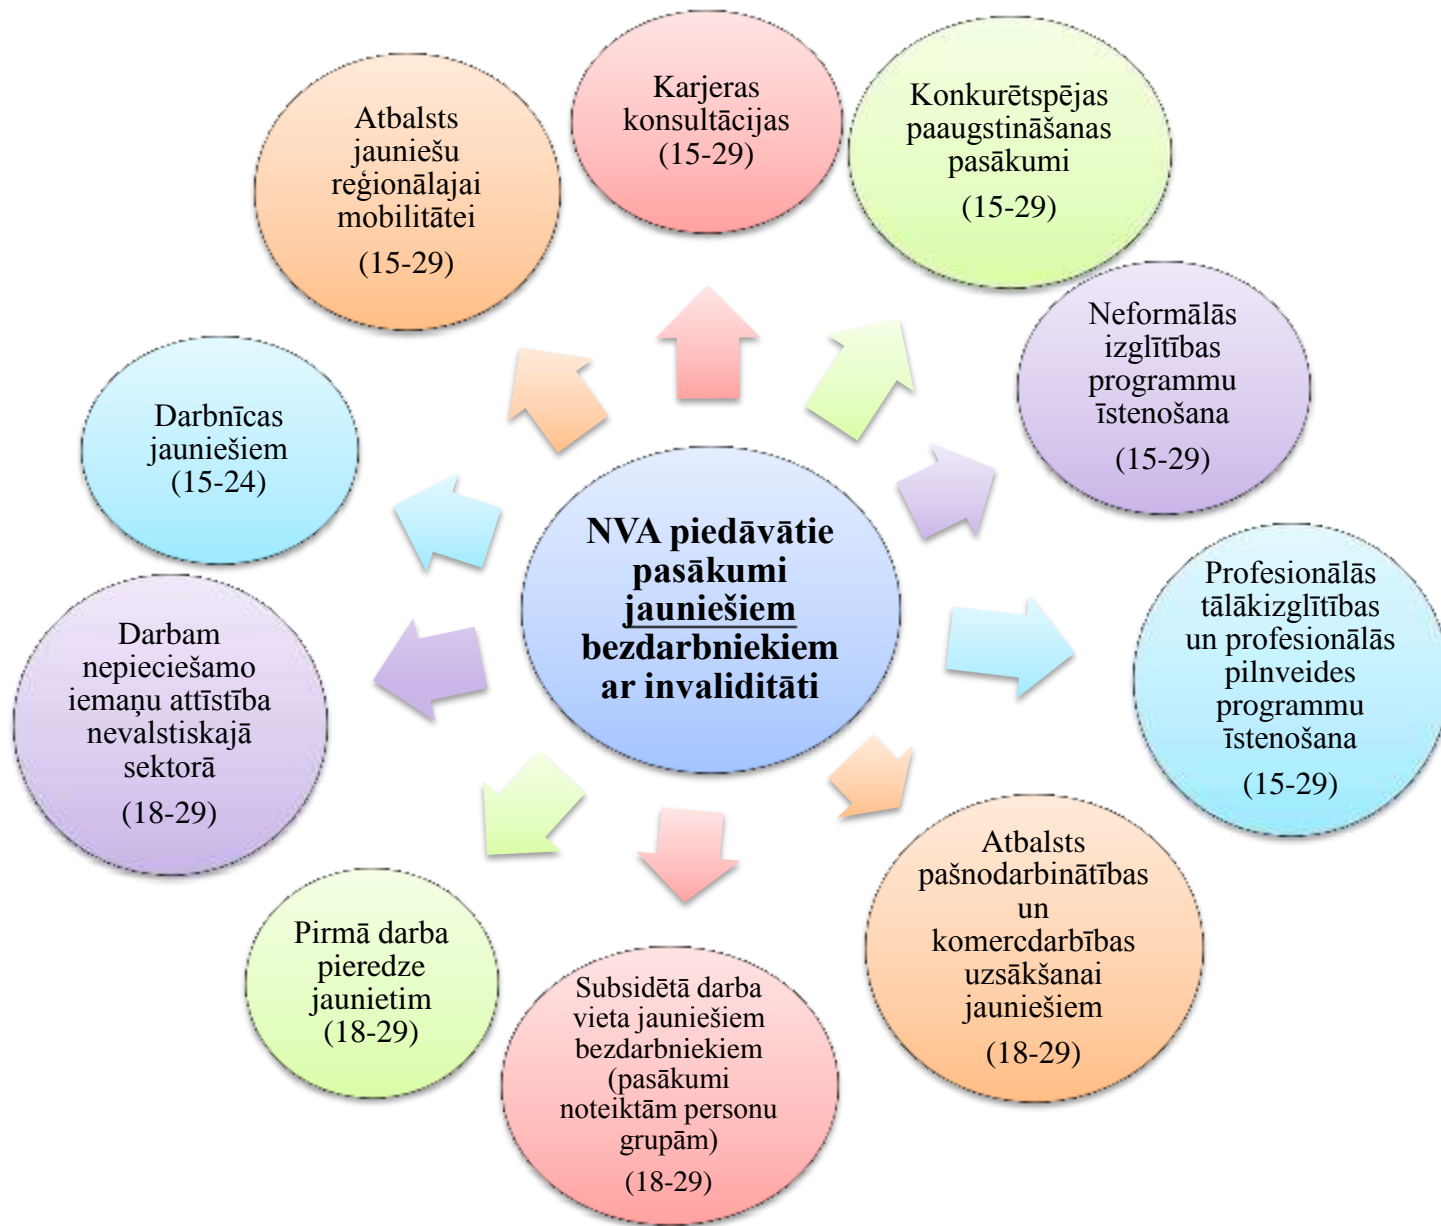 Karjeras
konsultācijas
(15-29)
Konkurētspējas
paaugstināšanas
pasākumi
(15-29)
Neformālās
izglītības
programmu
īstenošana
(15-29)
Profesionālās
tālākizglītības
un profesionālās
pilnveides
programmu
īstenošana
(15-29)
Atbalsts
pašnodarbinātības
un
komercdarbības
uzsākšanai
jauniešiem
(18-29)
Subsidētā darba
vieta jauniešiem
bezdarbniekiem
(pasākumi
noteiktām personu
grupām)
(18-29)
Pirmā darba
pieredze
jaunietim
(18-29)
Darbam
nepieciešamo
iemaņu attīstība
nevalstiskajā
sektorā
(18-29)
Darbnīcas
jauniešiem
(15-24)
Atbalsts
jauniešu
reģionālajai
mobilitātei
(15-29)
NVA piedāvātie
pasākumi
jauniešiem
bezdarbniekiem
ar invaliditāti